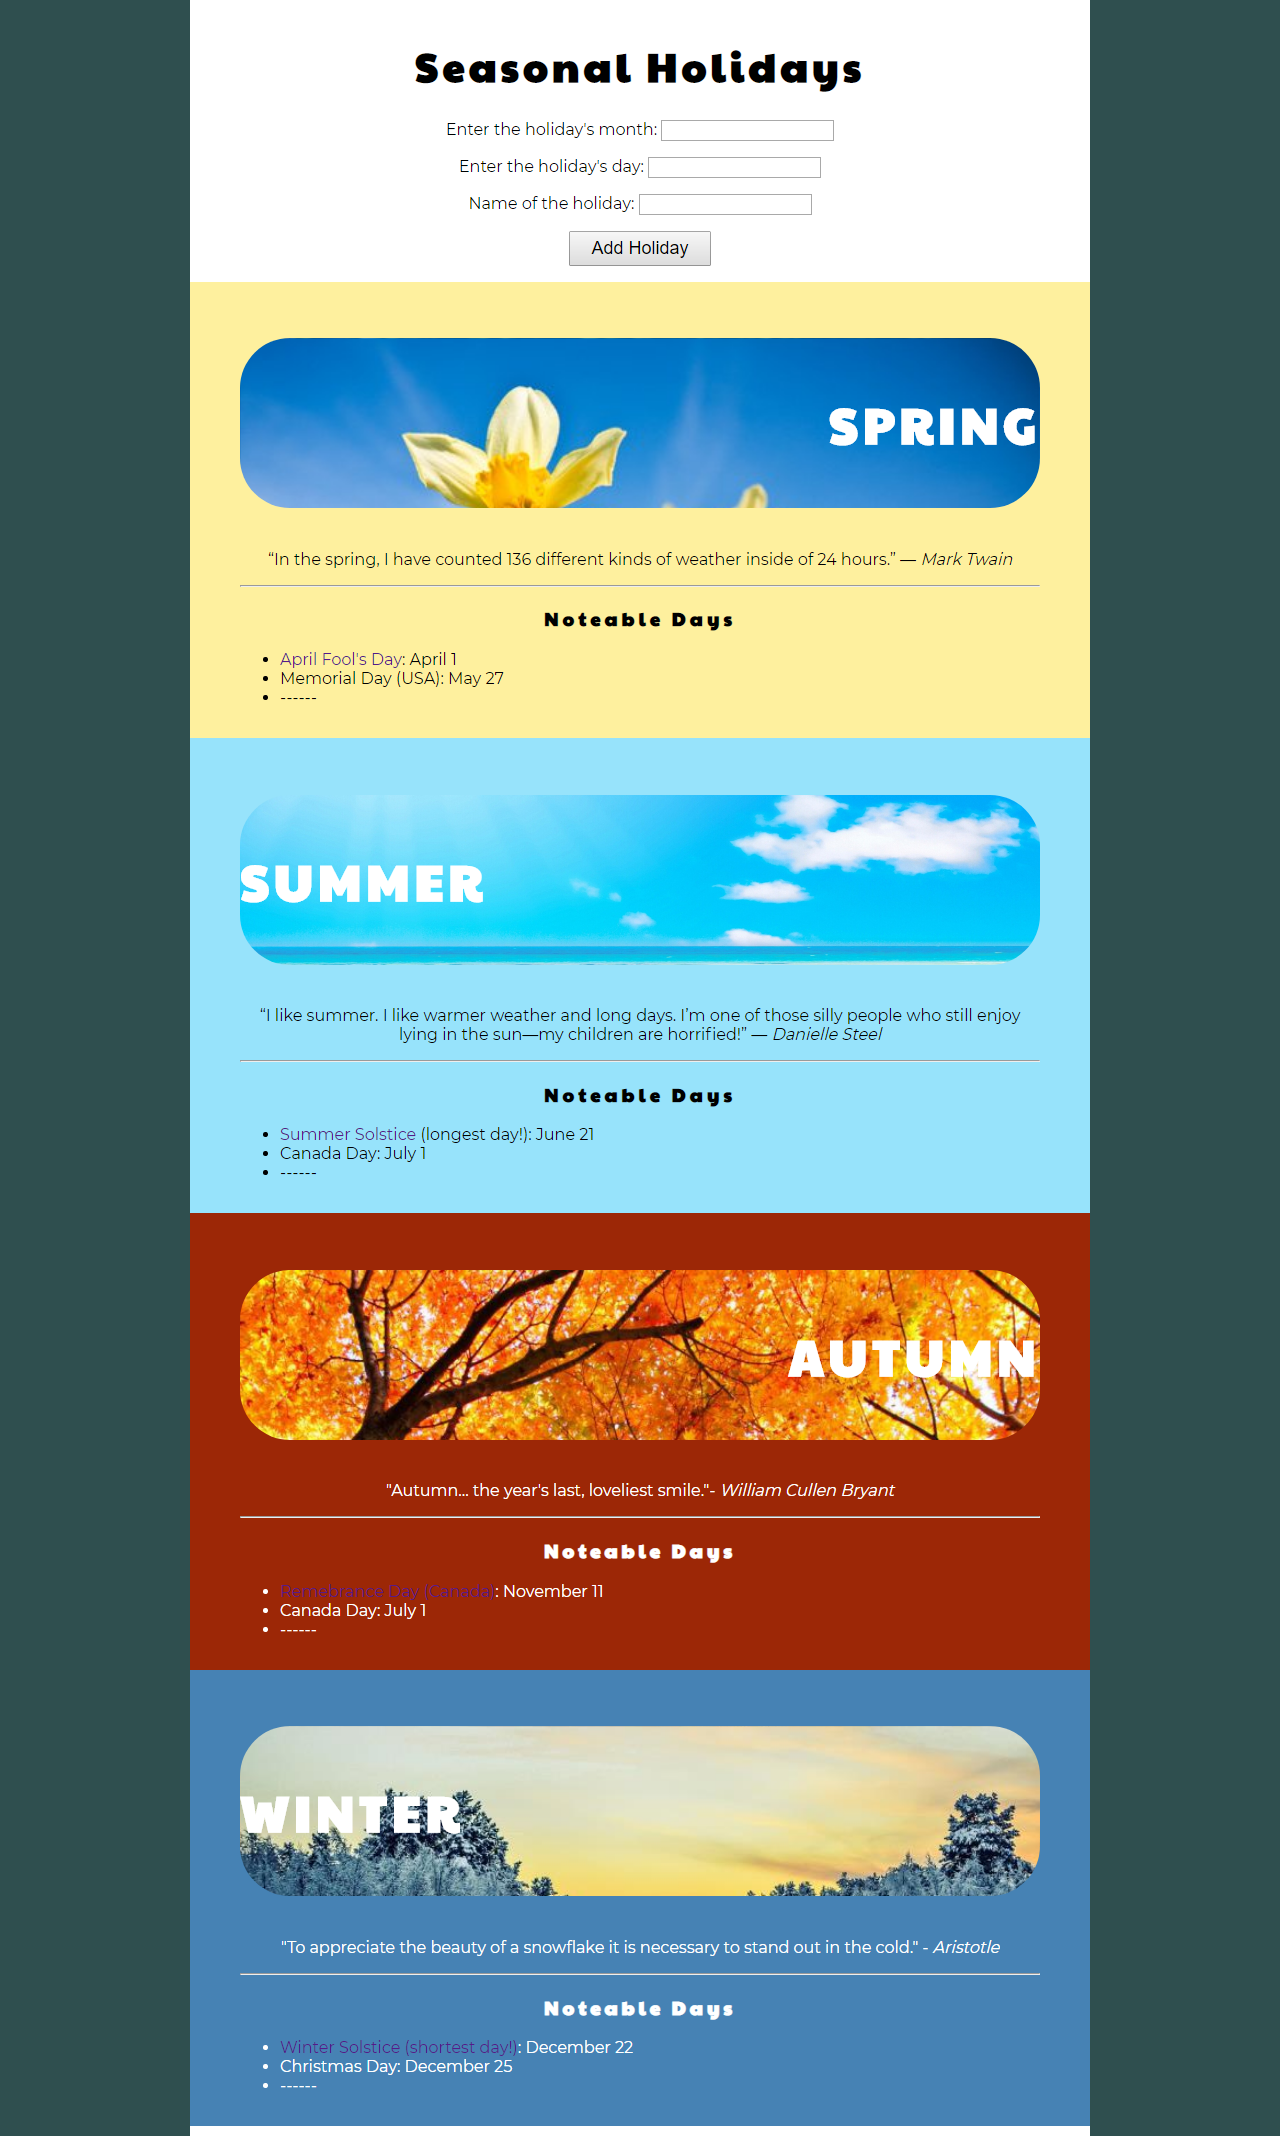 Seasonal Holidays
Enter the holiday's month:
Enter the holiday's day:
Name of the holiday:
Add Holiday
SPRING
“In the spring, I have counted 136 different kinds of weather inside of 24 hours.” — Mark Twain
Noteable Days
April Fool's Day: April 1
Memorial Day (USA): May 27
------
SUMMER
“I like summer. I like warmer weather and long days. I’m one of those silly people who still enjoy
lying in the sun—my children are horrified!” — Danielle Steel
Noteable Days
Summer Solstice (longest day!): June 21
Canada Day: July 1
------
AUTUMN
"Autumn... the year's last, loveliest smile."- William Cullen Bryant
Noteable Days
Remebrance Day (Canada): November 11
Canada Day: July 1
------
WINTER
"To appreciate the beauty of a snowflake it is necessary to stand out in the cold." - Aristotle
Noteable Days
Winter Solstice (shortest day!): December 22
Christmas Day: December 25
------